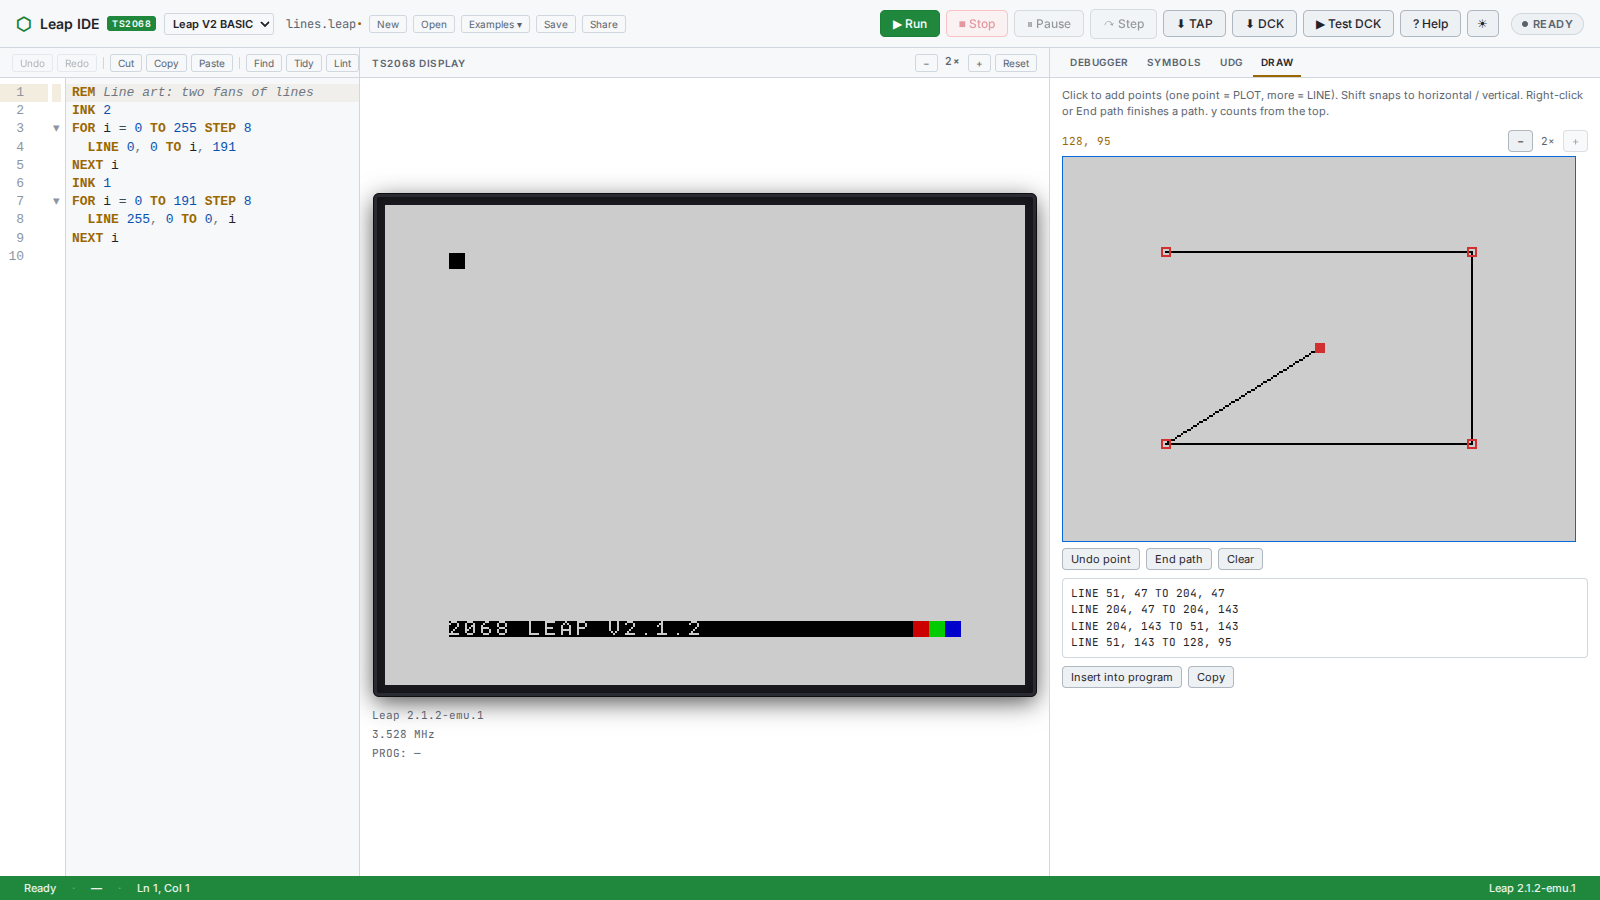 Leap IDE TS2068 Leap V2 BASIC lines.leap• New Open Examples ▾ Save Share ▶ Run ■ Stop ⏸ Pause ↷ Step ⬇ TAP ⬇ DCK ▶ Test DCK ? Help ☀ ● READY
Undo Redo Cut Copy Paste Find Tidy Lint
1 REM Line art: two fans of lines
2 INK 2
3 FOR i = 0 TO 255 STEP 8
4 LINE 0, 0 TO i, 191
5 NEXT i
6 INK 1
7 FOR i = 0 TO 191 STEP 8
8 LINE 255, 0 TO 0, i
9 NEXT i
10
TS2068 DISPLAY − 2× + Reset
2068 LEAP V2.1.2
Leap 2.1.2-emu.1
3.528 MHz
PROG: —
DEBUGGER SYMBOLS UDG DRAW
Click to add points (one point = PLOT, more = LINE). Shift snaps to horizontal / vertical. Right-click
or End path finishes a path. y counts from the top.
128, 95 − 2× +
Undo point End path Clear
LINE 51, 47 TO 204, 47
LINE 204, 47 TO 204, 143
LINE 204, 143 TO 51, 143
LINE 51, 143 TO 128, 95
Insert into program Copy
Ready · — · Ln 1, Col 1 Leap 2.1.2-emu.1